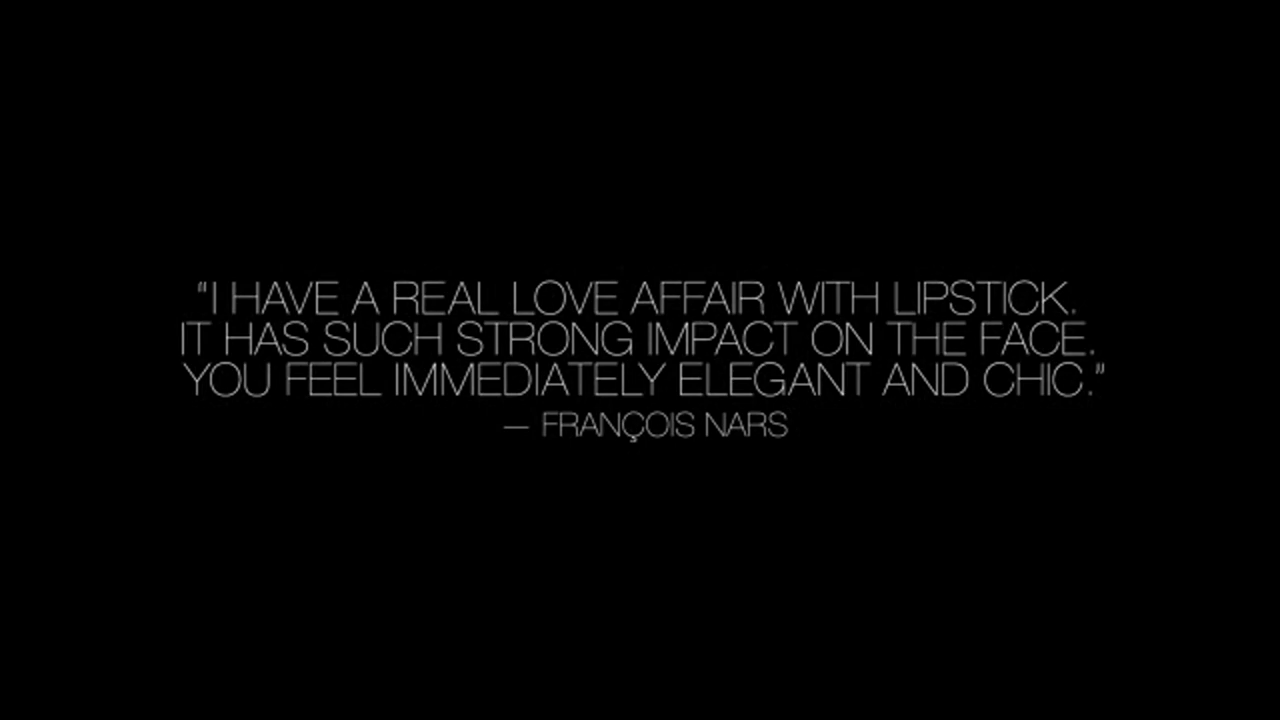 “I HAVE A REAL LOVE AFFAIR WITH LIPSTICK.
IT HAS SUCH STRONG IMPACT ON THE FACE.
YOU FEEL IMMEDIATELY ELEGANT AND CHIC.”
— FRANÇOIS NARS